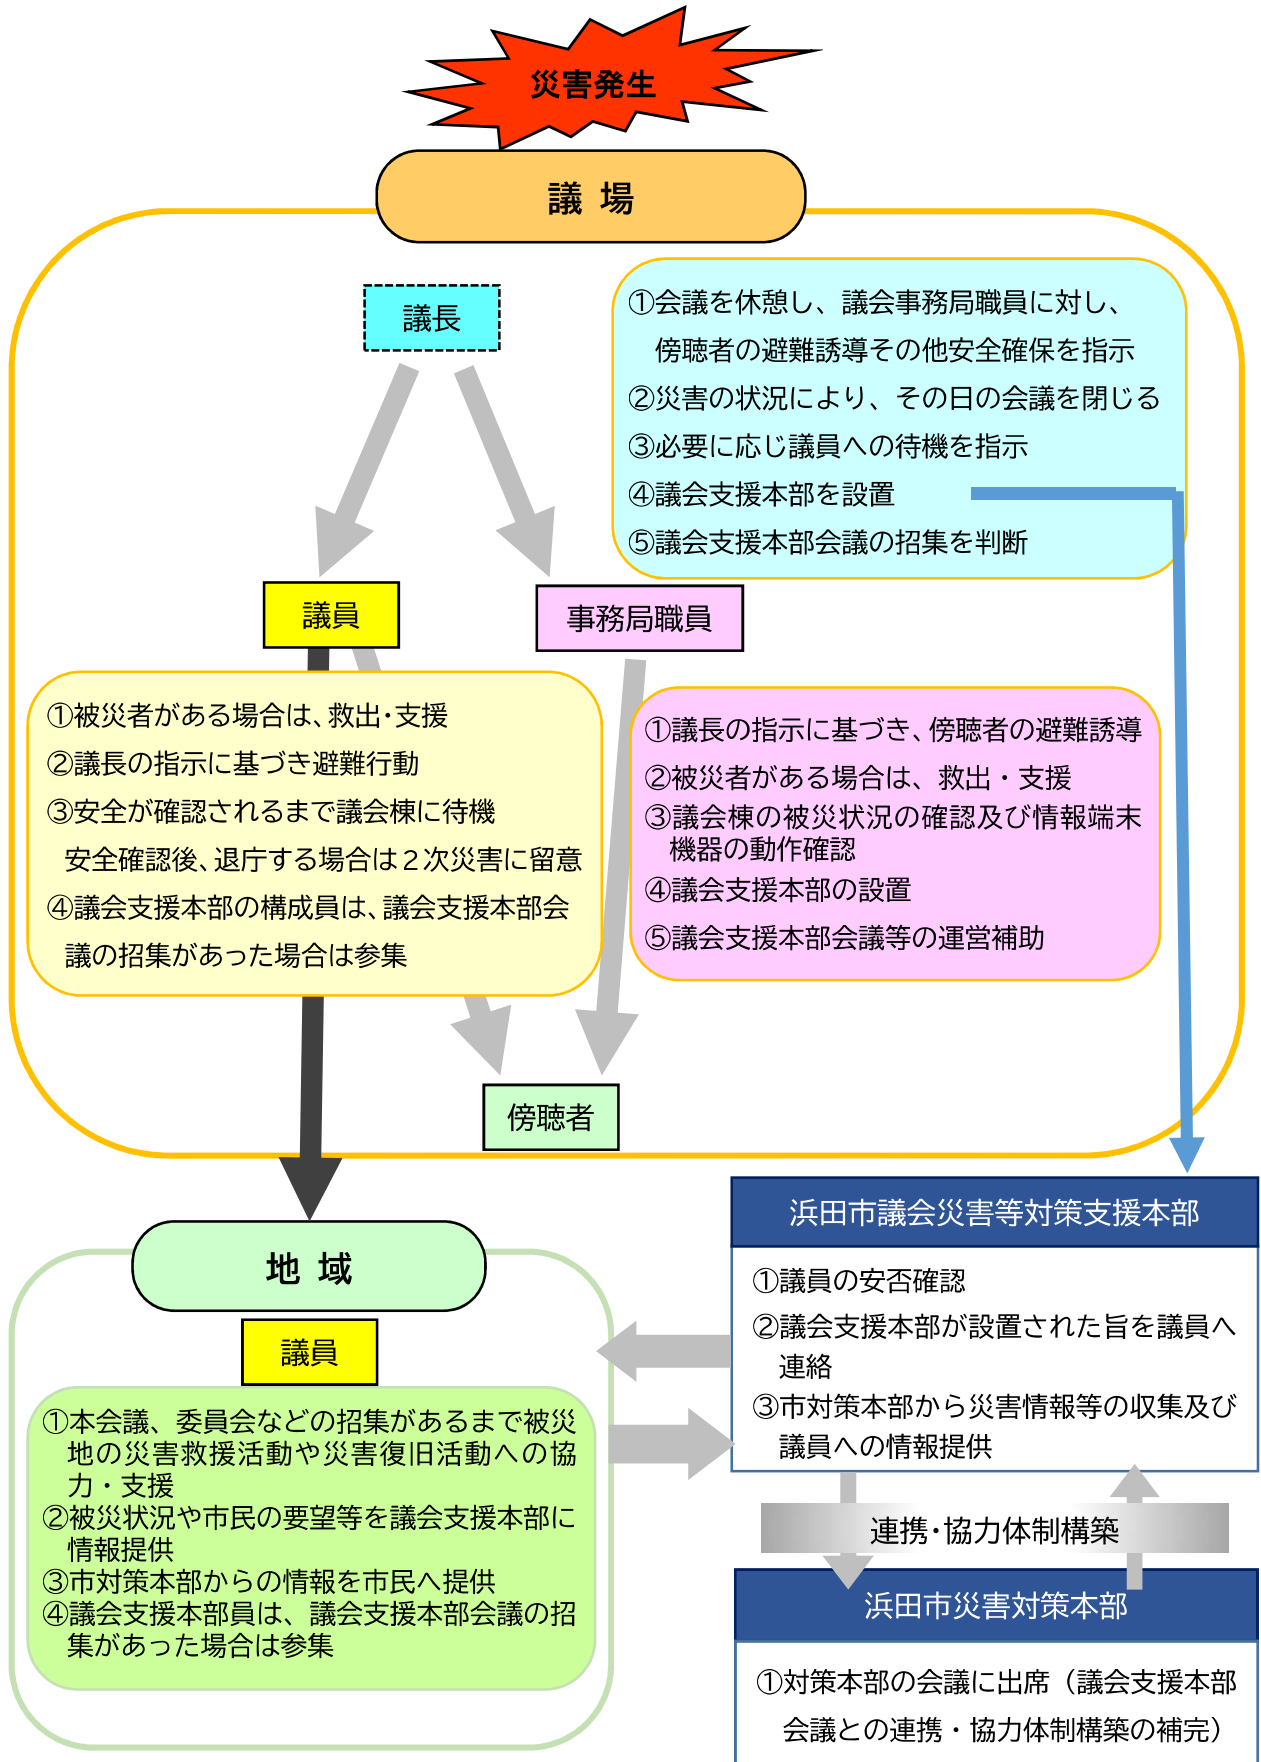 災害発生
議 場
議長
①会議を休憩し、議会事務局職員に対し、
傍聴者の避難誘導その他安全確保を指示
②災害の状況により、その日の会議を閉じる
③必要に応じ議員への待機を指示
④議会支援本部を設置
⑤議会支援本部会議の招集を判断
議員
事務局職員
①被災者がある場合は、救出・支援
②議長の指示に基づき避難行動
③安全が確認されるまで議会棟に待機
安全確認後、退庁する場合は２次災害に留意
④議会支援本部の構成員は、議会支援本部会
議の招集があった場合は参集
①議長の指示に基づき、傍聴者の避難誘導
②被災者がある場合は、救出・支援
③議会棟の被災状況の確認及び情報端末
機器の動作確認
④議会支援本部の設置
⑤議会支援本部会議等の運営補助
傍聴者
地 域
議員
①本会議、委員会などの招集があるまで被災
地の災害救援活動や災害復旧活動への協
力・支援
②被災状況や市民の要望等を議会支援本部に
情報提供
③市対策本部からの情報を市民へ提供
④議会支援本部員は、議会支援本部会議の招
集があった場合は参集
浜田市議会災害等対策支援本部
①議員の安否確認
②議会支援本部が設置された旨を議員へ
連絡
③市対策本部から災害情報等の収集及び
議員への情報提供
連携・協力体制構築
浜田市災害対策本部
①対策本部の会議に出席（議会支援本部
会議との連携・協力体制構築の補完）